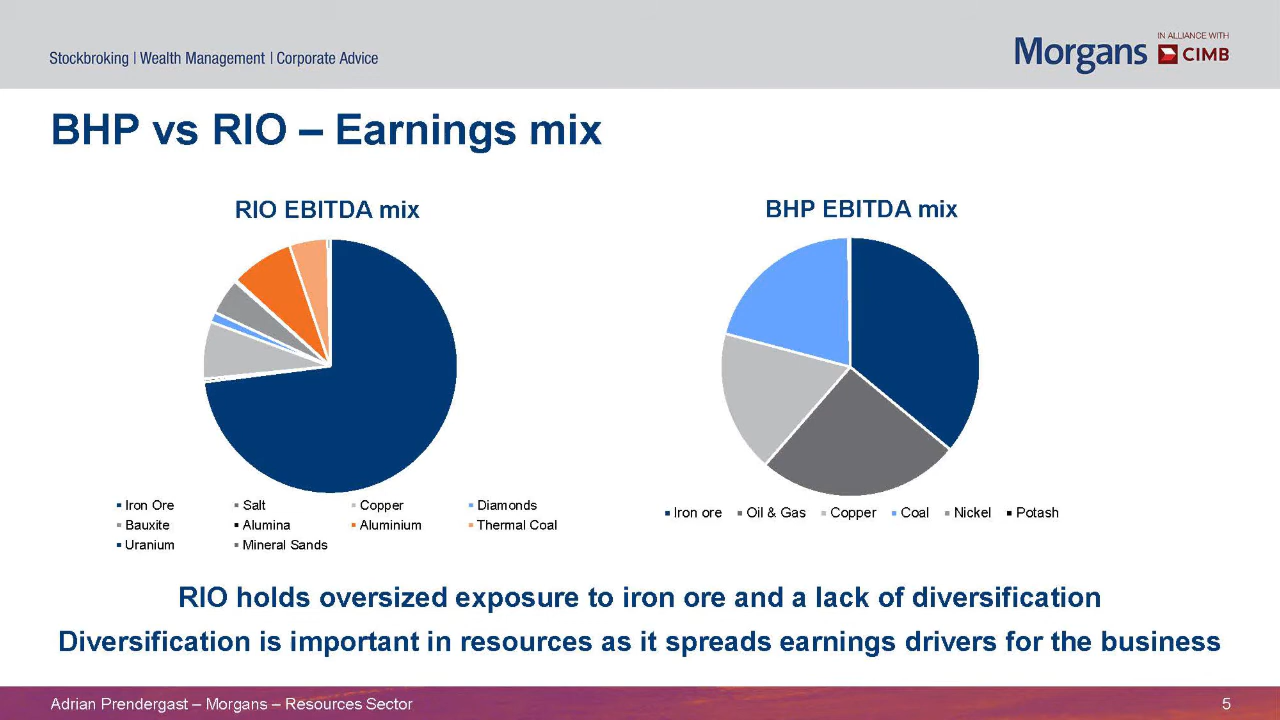 Stockbroking | Wealth Management | Corporate Advice
Morgans
IN ALLIANCE WITH
CIMB
BHP vs RIO – Earnings mix
RIO EBITDA mix
Iron Ore Salt Copper Diamonds
Bauxite Alumina Aluminium Thermal Coal
Uranium Mineral Sands
BHP EBITDA mix
Iron ore Oil & Gas Copper Coal Nickel Potash
RIO holds oversized exposure to iron ore and a lack of diversification
Diversification is important in resources as it spreads earnings drivers for the business
Adrian Prendergast – Morgans – Resources Sector 5